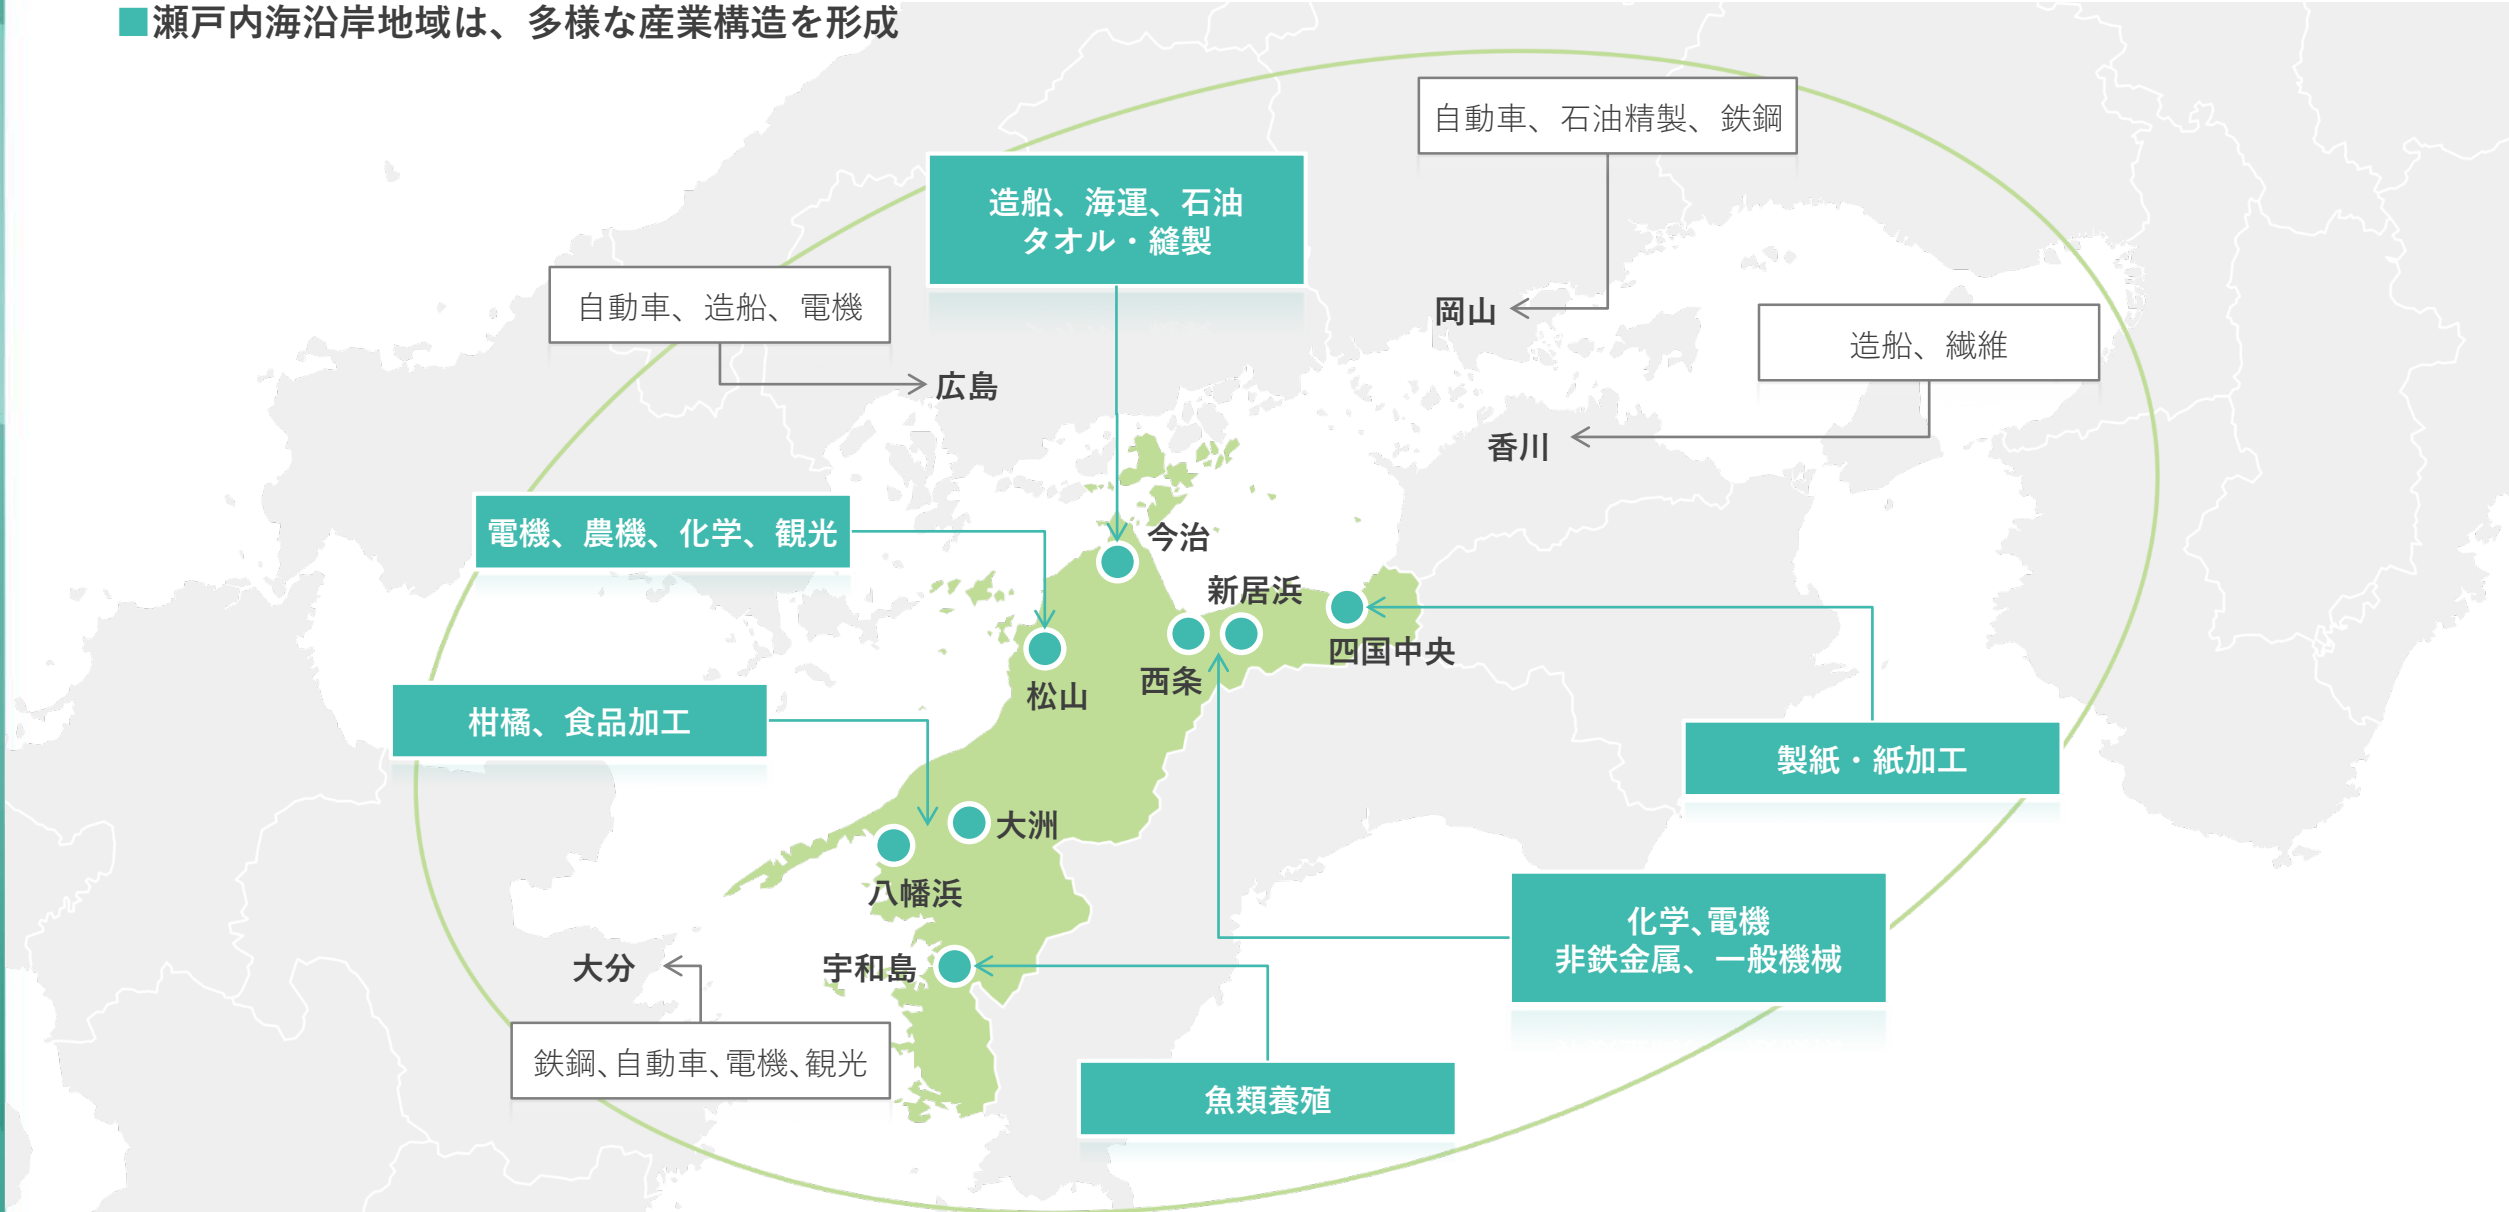 ■瀬戸内海沿岸地域は、多様な産業構造を形成
自動車、石油精製、鉄鋼
造船、海運、石油
タオル・縫製
自動車、造船、電機
岡山
造船、繊維
広島
香川
電機、農機、化学、観光
今治
新居浜
四国中央
西条
松山
柑橘、食品加工
製紙・紙加工
大洲
八幡浜
化学、電機
非鉄金属、一般機械
大分
宇和島
鉄鋼、自動車、電機、観光
魚類養殖